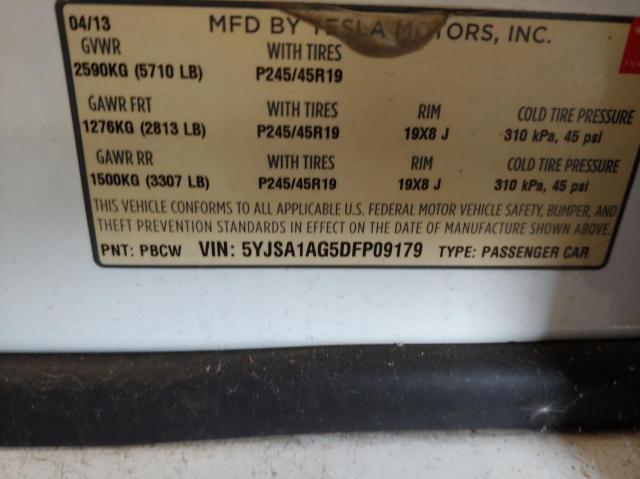 04/13 MFD BY TESLA MOTORS, INC.
GVWR WITH TIRES
2590KG (5710 LB) P245/45R19
GAWR FRT WITH TIRES RIM COLD TIRE PRESSURE
1276KG (2813 LB) P245/45R19 19X8 J 310 kPa, 45 psi
GAWR RR WITH TIRES RIM COLD TIRE PRESSURE
1500KG (3307 LB) P245/45R19 19X8 J 310 kPa, 45 psi
THIS VEHICLE CONFORMS TO ALL APPLICABLE U.S. FEDERAL MOTOR VEHICLE SAFETY, BUMPER, AND
THEFT PREVENTION STANDARDS IN EFFECT ON THE DATE OF MANUFACTURE SHOWN ABOVE.
PNT: PBCW VIN: 5YJSA1AG5DFP09179 TYPE: PASSENGER CAR